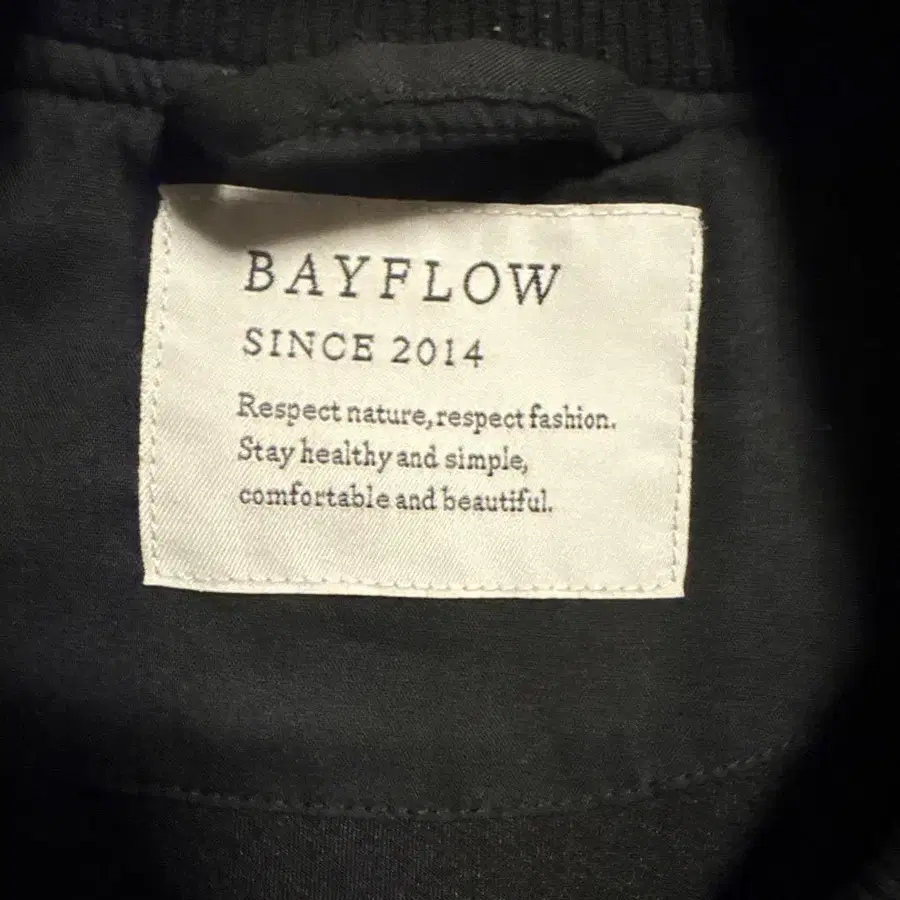 BAYFLOW
SINCE 2014
Respect nature, respect fashion.
Stay healthy and simple,
comfortable and beautiful.